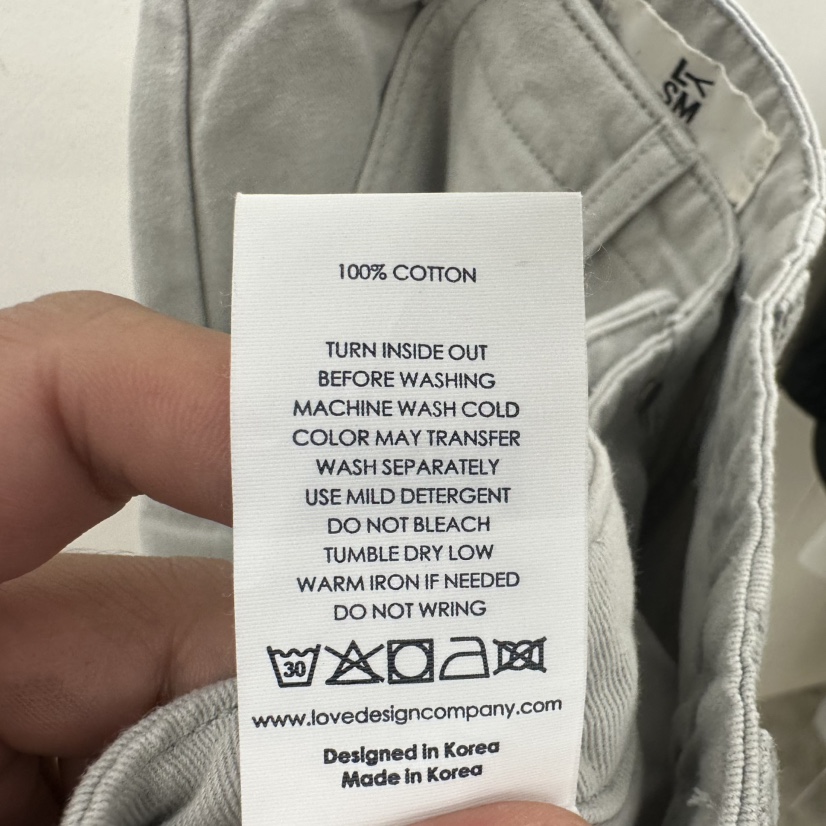 100% COTTON
TURN INSIDE OUT
BEFORE WASHING
MACHINE WASH COLD
COLOR MAY TRANSFER
WASH SEPARATELY
USE MILD DETERGENT
DO NOT BLEACH
TUMBLE DRY LOW
WARM IRON IF NEEDED
DO NOT WRING
30
www.lovedesigncompany.com
Designed in Korea
Made in Korea